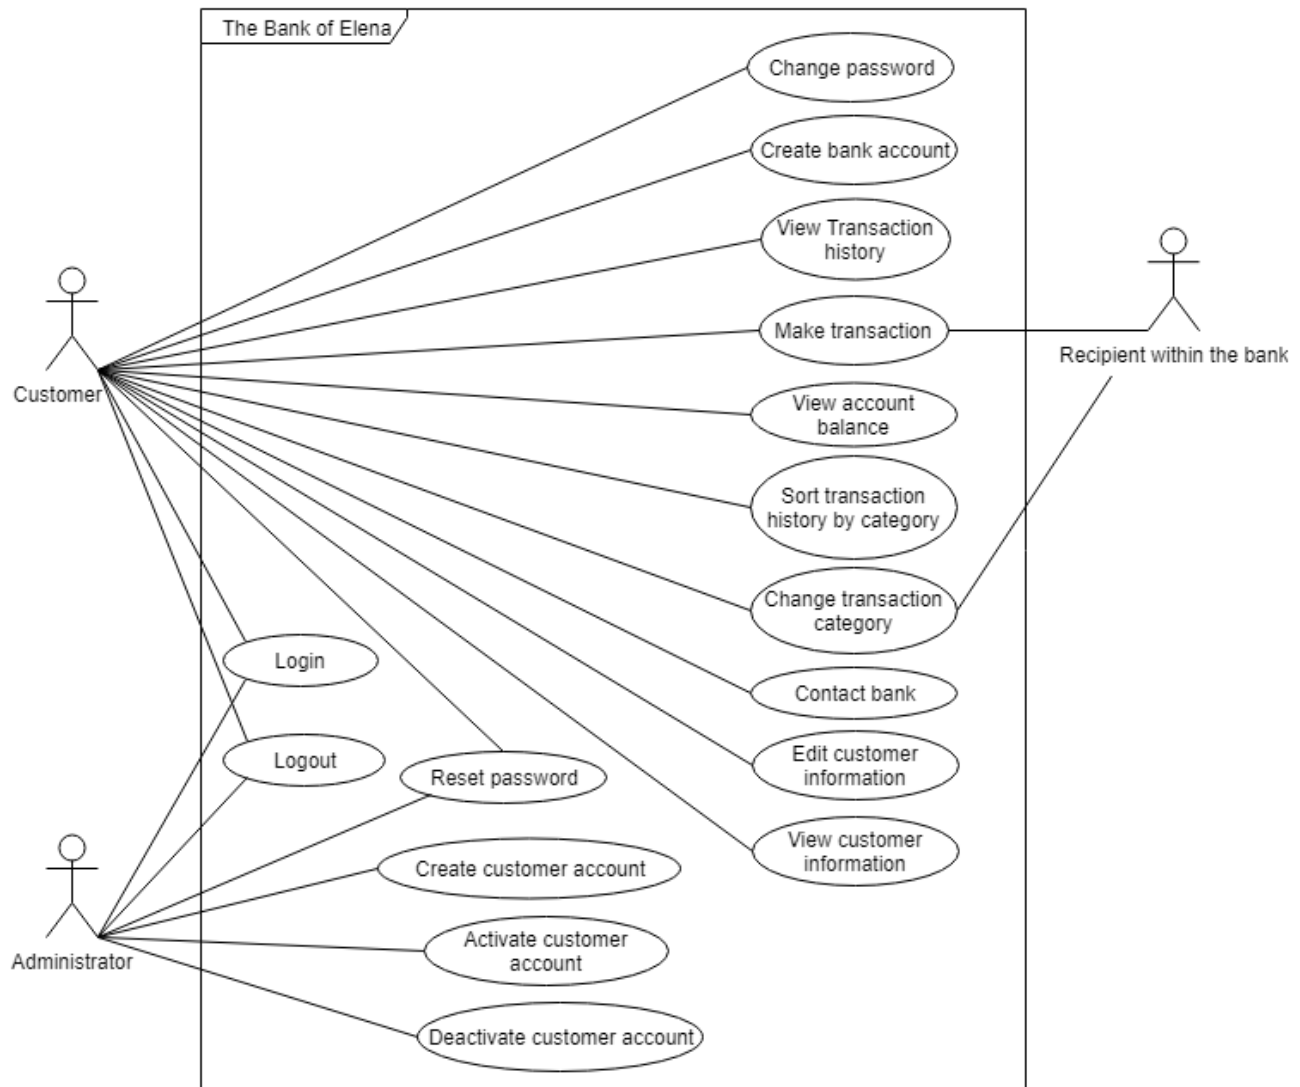 The Bank of Elena
Change password
Create bank account
View Transaction
history
Make transaction
Recipient within the bank
Customer
View account
balance
Sort transaction
history by category
Change transaction
category
Login
Contact bank
Logout
Reset password
Edit customer
information
View customer
information
Create customer account
Administrator
Activate customer
account
Deactivate customer account